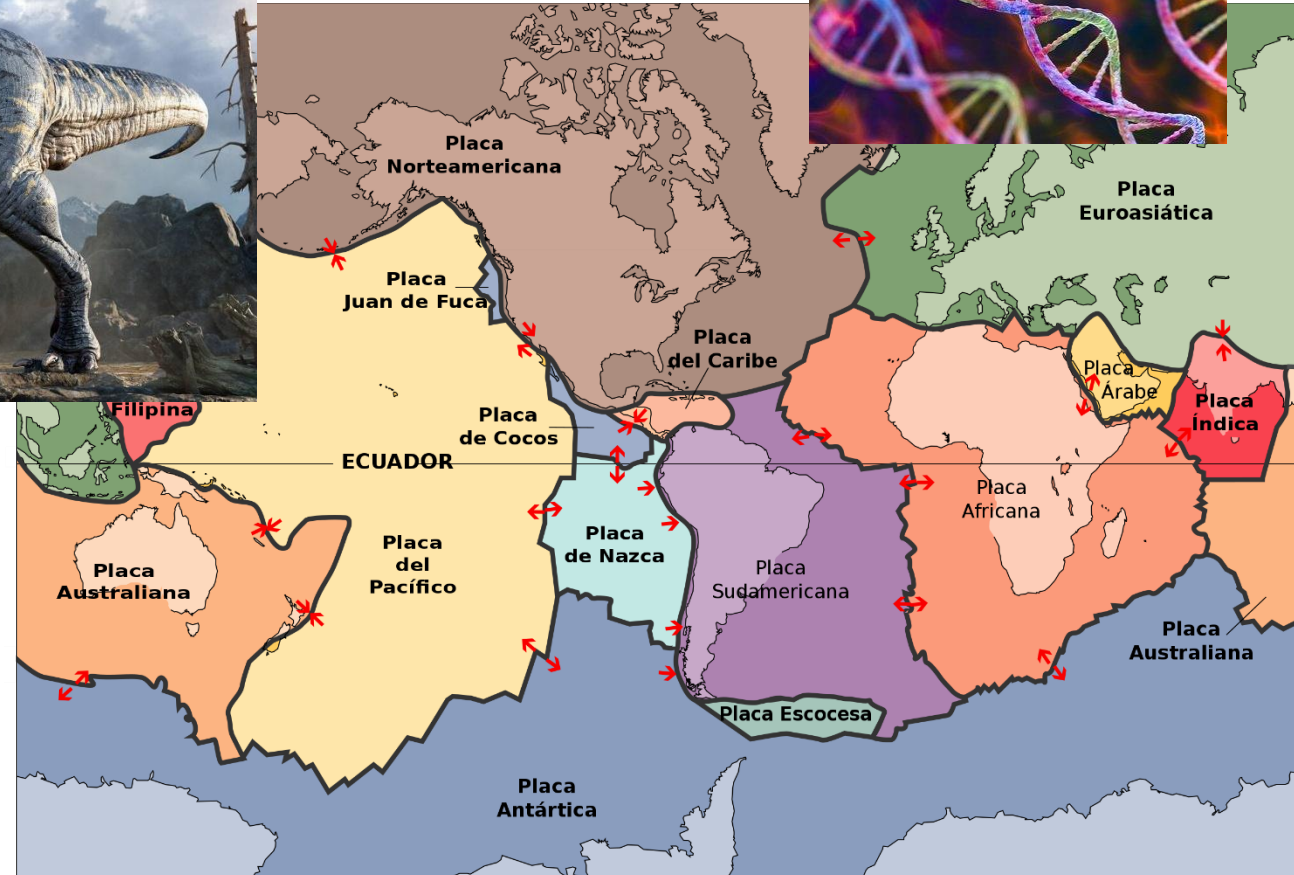 Placa
Norteamericana
Placa
Euroasiática
Placa
Juan de Fuca
Placa
del Caribe
Placa
Árabe
Filipina
Placa
Índica
Placa
de Cocos
ECUADOR
Placa
Africana
Placa
del
Pacífico
Placa
de Nazca
Placa
Australiana
Placa
Sudamericana
Placa
Australiana
Placa Escocesa
Placa
Antártica